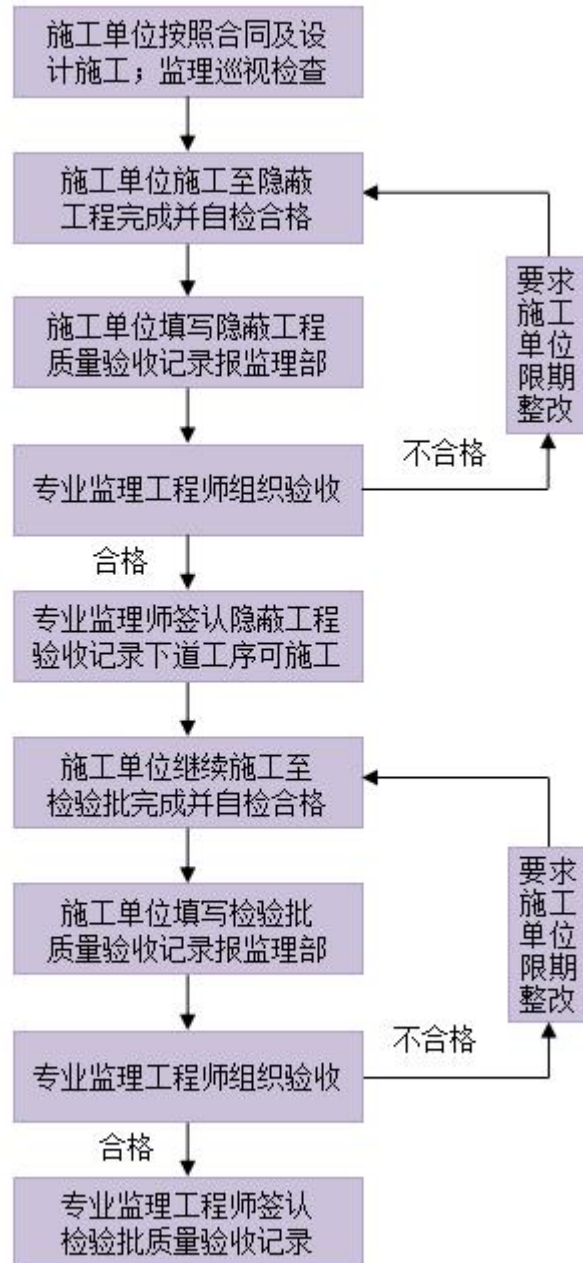 施工单位按照合同及设
计施工；监理巡视检查
施工单位施工至隐蔽
工程完成并自检合格
施工单位填写隐蔽工程
质量验收记录报监理部
要求
施工
单位
限期
整改
不合格
专业监理工程师组织验收
合格
专业监理师签认隐蔽工程
验收记录下道工序可施工
施工单位继续施工至
检验批完成并自检合格
施工单位填写检验批
质量验收记录报监理部
要求
施工
单位
限期
整改
不合格
专业监理工程师组织验收
合格
专业监理工程师签认
检验批质量验收记录